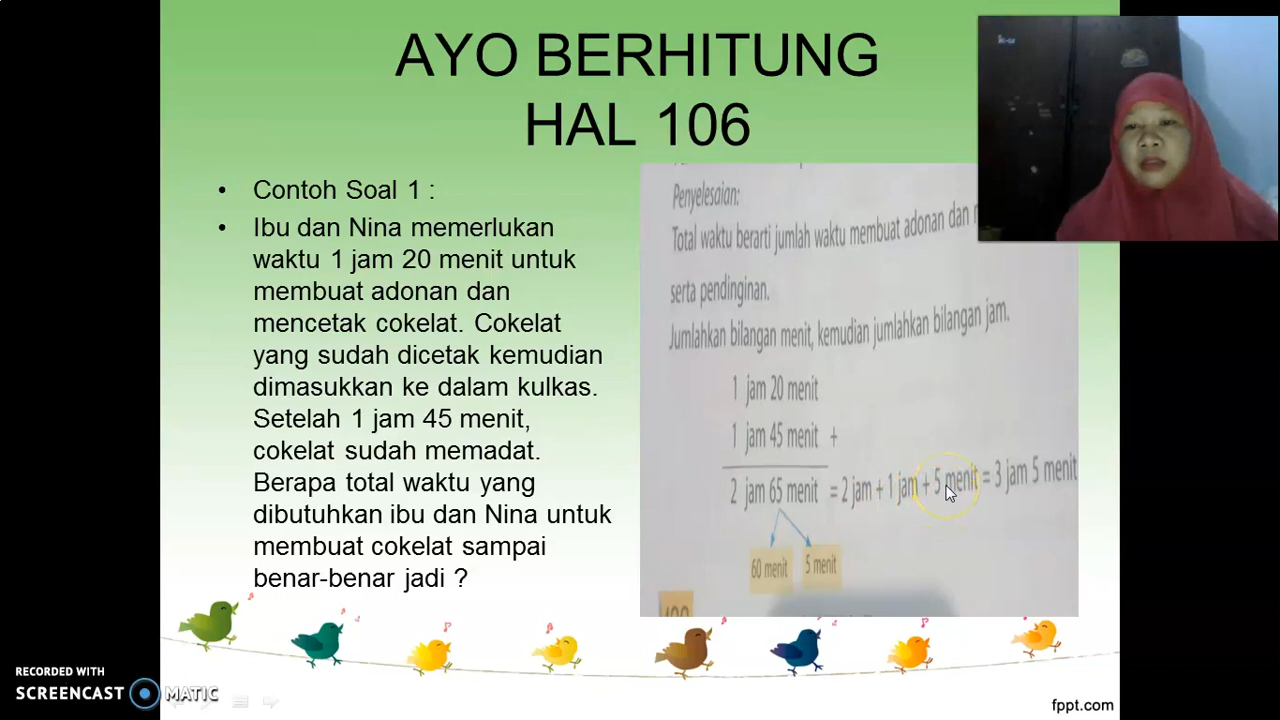 AYO BERHITUNG
HAL 106
• Contoh Soal 1 :
• Ibu dan Nina memerlukan
waktu 1 jam 20 menit untuk
membuat adonan dan
mencetak cokelat. Cokelat
yang sudah dicetak kemudian
dimasukkan ke dalam kulkas.
Setelah 1 jam 45 menit,
cokelat sudah memadat.
Berapa total waktu yang
dibutuhkan ibu dan Nina untuk
membuat cokelat sampai
benar-benar jadi ?
Penyelesaian:
Total waktu berarti jumlah waktu membuat adonan dan
serta pendinginan.
Jumlahkan bilangan menit, kemudian jumlahkan bilangan jam.
1 jam 20 menit
1 jam 45 menit +
2 jam 65 menit = 2 jam + 1 jam + 5 menit = 3 jam 5 menit
60 menit 5 menit
RECORDED WITH
SCREENCAST MATIC
fppt.com